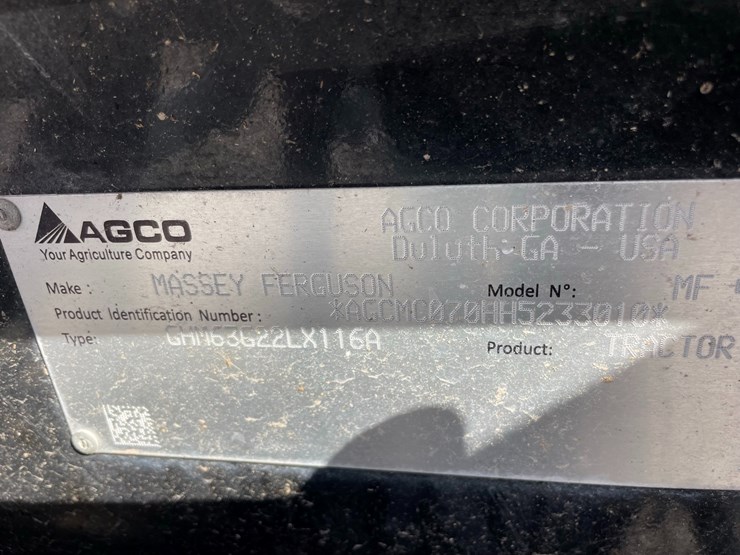 AGCO
Your Agriculture Company
AGCO CORPORATION
Duluth-GA - USA
Make : MASSEY FERGUSON
Model N°: MF
Product Identification Number : *AGCMC070HH5233010*
Type: GHM63G22LX116A
Product: TRACTOR